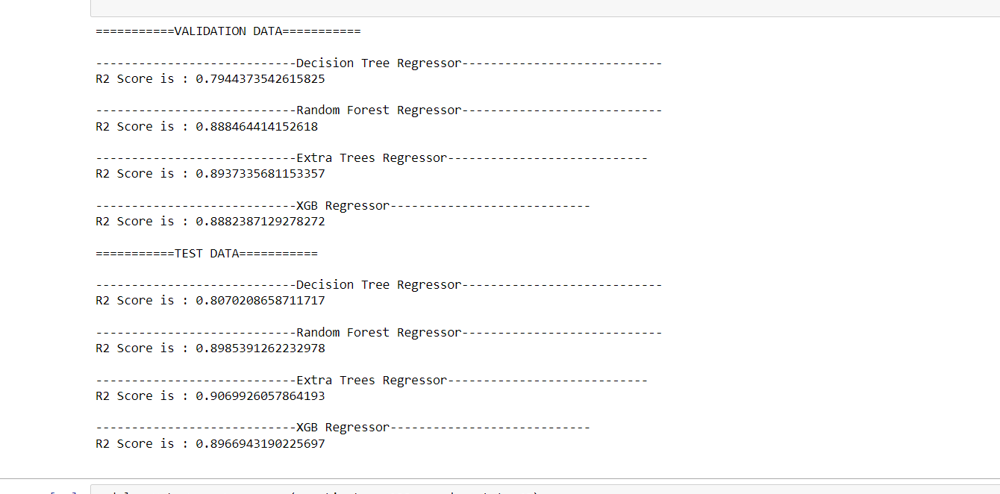 ===========VALIDATION DATA===========
----------------------------Decision Tree Regressor----------------------------
R2 Score is : 0.7944373542615825
----------------------------Random Forest Regressor----------------------------
R2 Score is : 0.888464414152618
----------------------------Extra Trees Regressor----------------------------
R2 Score is : 0.8937335681153357
----------------------------XGB Regressor----------------------------
R2 Score is : 0.8882387129278272
===========TEST DATA===========
----------------------------Decision Tree Regressor----------------------------
R2 Score is : 0.8070208658711717
----------------------------Random Forest Regressor----------------------------
R2 Score is : 0.8985391262232978
----------------------------Extra Trees Regressor----------------------------
R2 Score is : 0.9069926057864193
----------------------------XGB Regressor----------------------------
R2 Score is : 0.8966943190225697